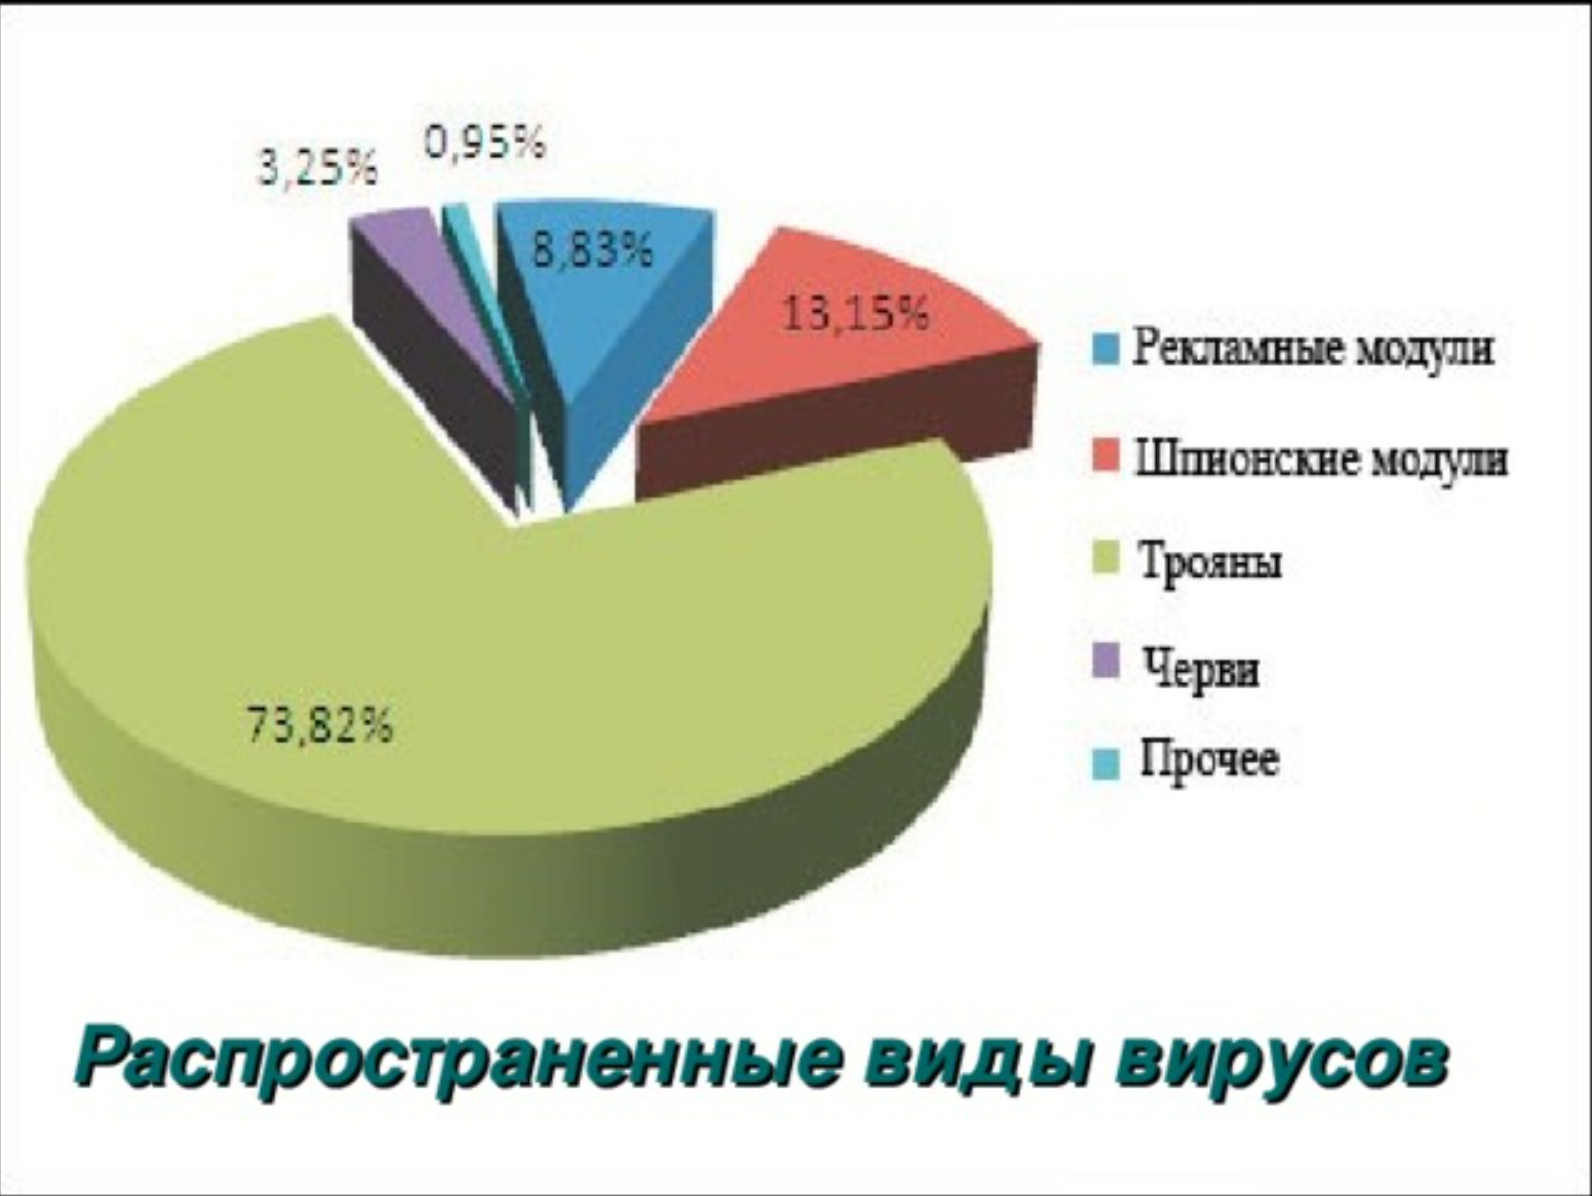 0,95%
3,25%
8,83%
13,15%
Рекламные модули
Шпионские модули
Трояны
Черви
73,82%
Прочее
Распространенные виды вирусов